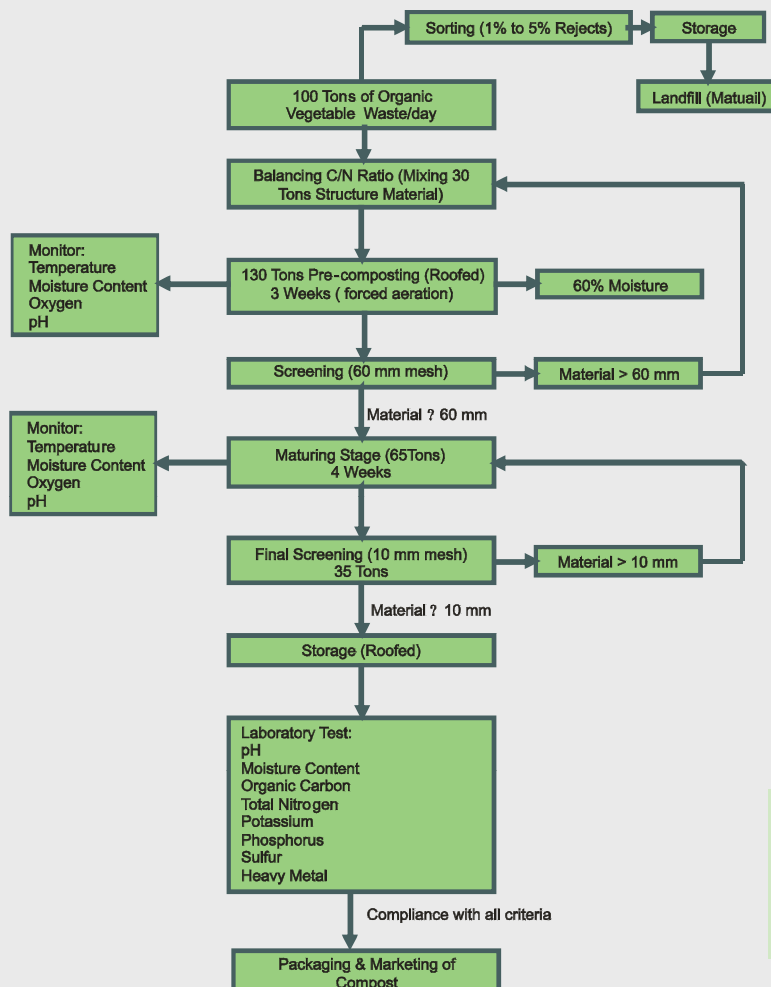 Sorting (1% to 5% Rejects)
Storage
Landfill (Matuail)
100 Tons of Organic
Vegetable Waste/day
Balancing C/N Ratio (Mixing 30
Tons Structure Material)
Monitor:
Temperature
Moisture Content
Oxygen
pH
130 Tons Pre-composting (Roofed)
3 Weeks ( forced aeration)
60% Moisture
Screening (60 mm mesh)
Material > 60 mm
Material ? 60 mm
Monitor:
Temperature
Moisture Content
Oxygen
pH
Maturing Stage (65Tons)
4 Weeks
Final Screening (10 mm mesh)
35 Tons
Material > 10 mm
Material ? 10 mm
Storage (Roofed)
Laboratory Test:
pH
Moisture Content
Organic Carbon
Total Nitrogen
Potassium
Phosphorus
Sulfur
Heavy Metal
Compliance with all criteria
Packaging & Marketing of
Compost